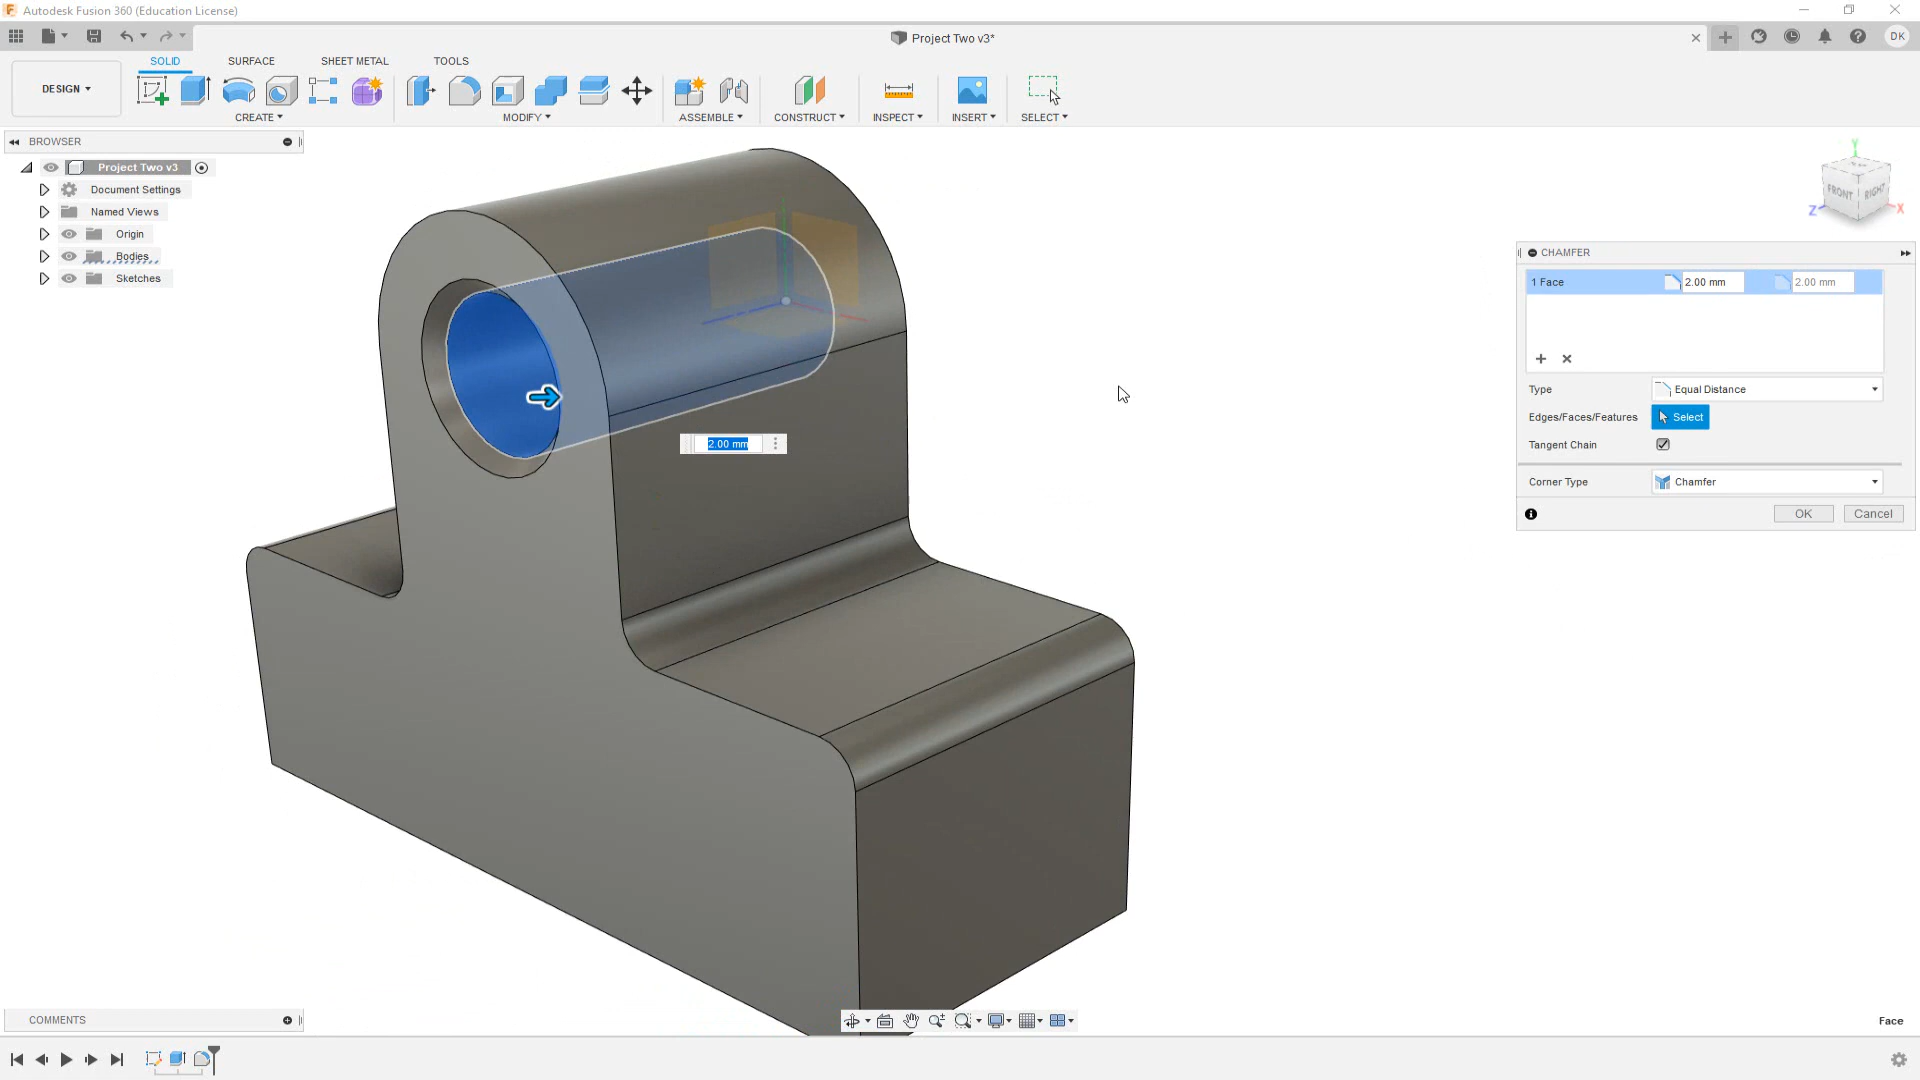 Autodesk Fusion 360 (Education License)
Project Two v3*
DK
DESIGN
SOLID SURFACE SHEET METAL TOOLS
CREATE MODIFY ASSEMBLE CONSTRUCT INSPECT INSERT SELECT
BROWSER
Project Two v3
Document Settings
Named Views
Origin
Bodies
Sketches
Y
FRONT RIGHT
Z X
CHAMFER
1 Face 2.00 mm 2.00 mm
Type Equal Distance
Edges/Faces/Features Select
Tangent Chain
Corner Type Chamfer
OK Cancel
2.00 mm
COMMENTS
Face